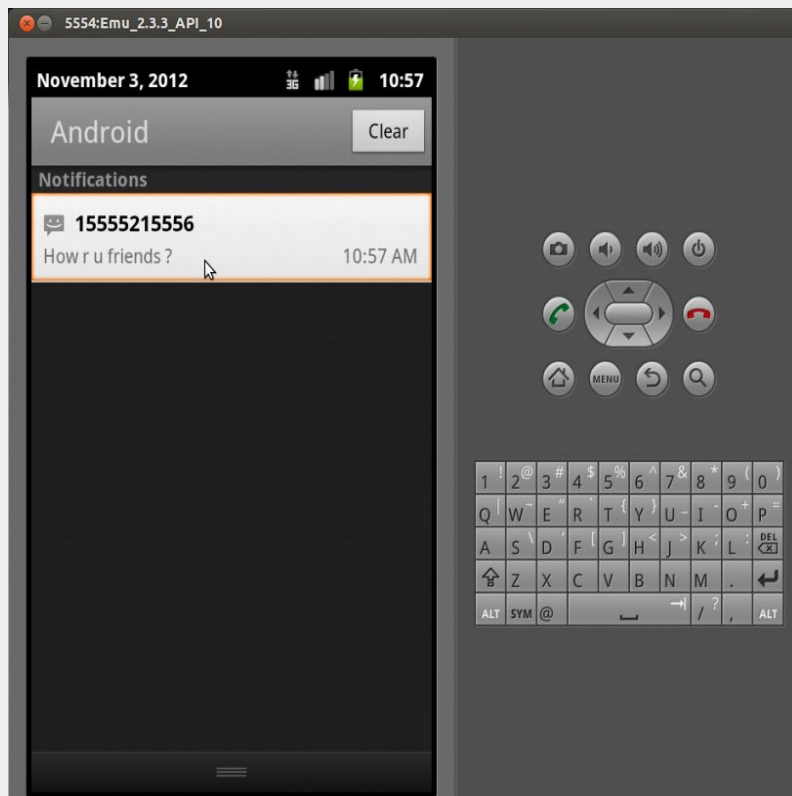 5554:Emu_2.3.3_API_10
November 3, 2012 3G 10:57
Android Clear
Notifications
15555215556
How r u friends ? 10:57 AM
MENU
1 ! 2 @ 3 # 4 $ 5 % 6 ^ 7 & 8 * 9 ( 0 )
Q | W ~ E " R ` T { Y } U _ I - O + P =
A S \ D ' F [ G ] H < J > K ; L : DEL
Z X C V B N M .
ALT SYM @ / ? , ALT